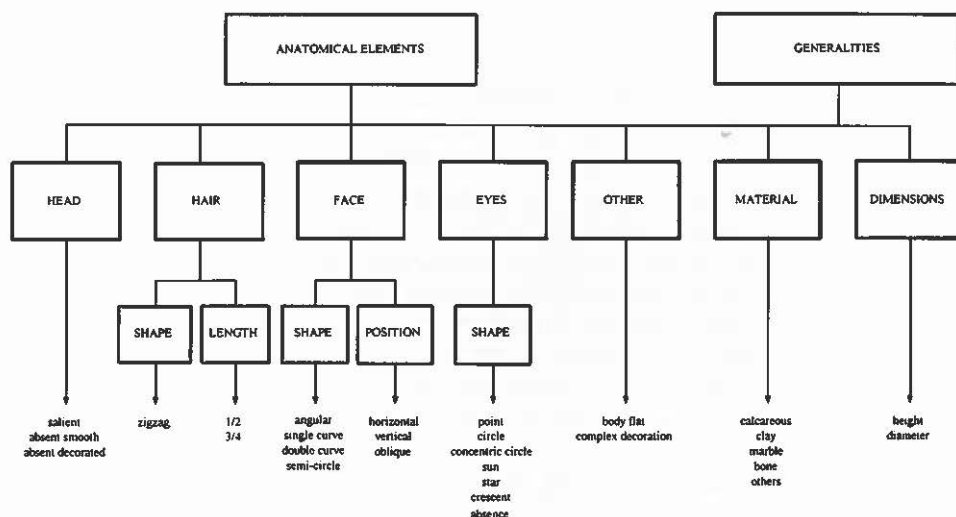 ANATOMICAL ELEMENTS
GENERALITIES
HEAD
HAIR
FACE
EYES
OTHER
MATERIAL
DIMENSIONS
SHAPE
LENGTH
SHAPE
POSITION
SHAPE
salient
absent smooth
absent decorated
zigzag
1/2
3/4
angular
single curve
double curve
semi-circle
horizontal
vertical
oblique
point
circle
concentric circle
sun
star
crescent
absence
body flat
complex decoration
calcareous
clay
marble
bone
others
height
diameter